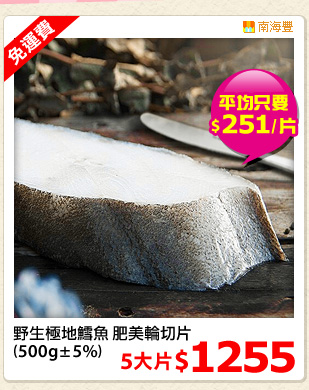 免運費
南海豐
平均只要
$251/片
野生極地鱈魚 肥美輪切片
(500g±5%)
5大片$1255